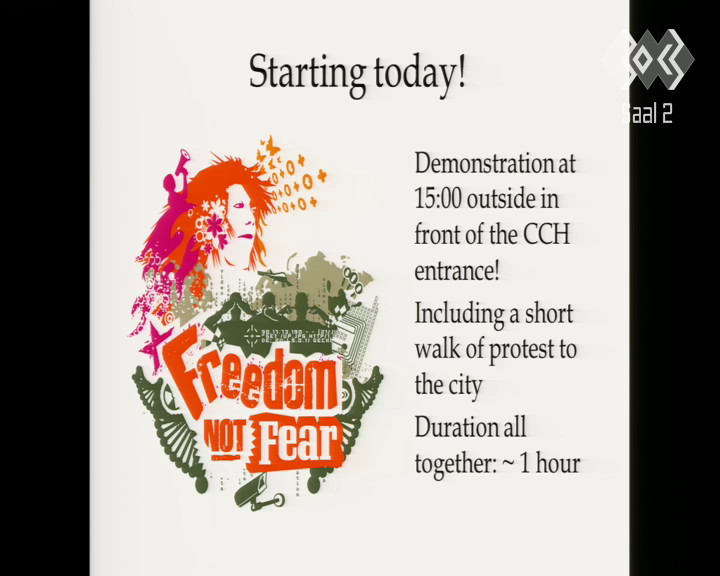 Starting today!
Saal 2
Demonstration at
15:00 outside in
front of the CCH
entrance!
Including a short
walk of protest to
the city
Duration all
together: ~ 1 hour
Freedom
NOT Fear